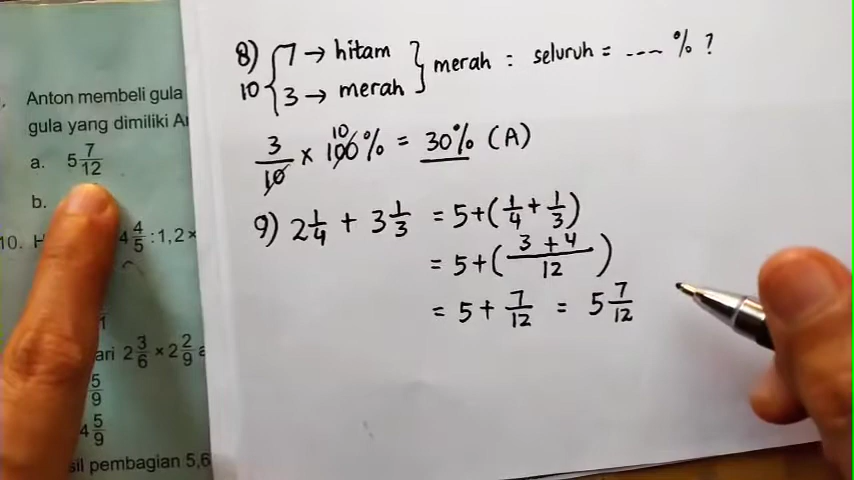 Anton membeli gula
gula yang dimiliki
a. 5 7/12
b.
10. 4 4/5 : 1,2 ×
ari 2 3/6 × 2 2/9
5/9
4 5/9
sil pembagian 5,6
8) 7 → hitam } merah : seluruh = ---- % ?
10 { 3 → merah
3/10 × 100% = 30% (A)
10
9) 2 1/4 + 3 1/3 = 5 + (1/4 + 1/3)
= 5 + (3 + 4 / 12)
= 5 + 7/12 = 5 7/12